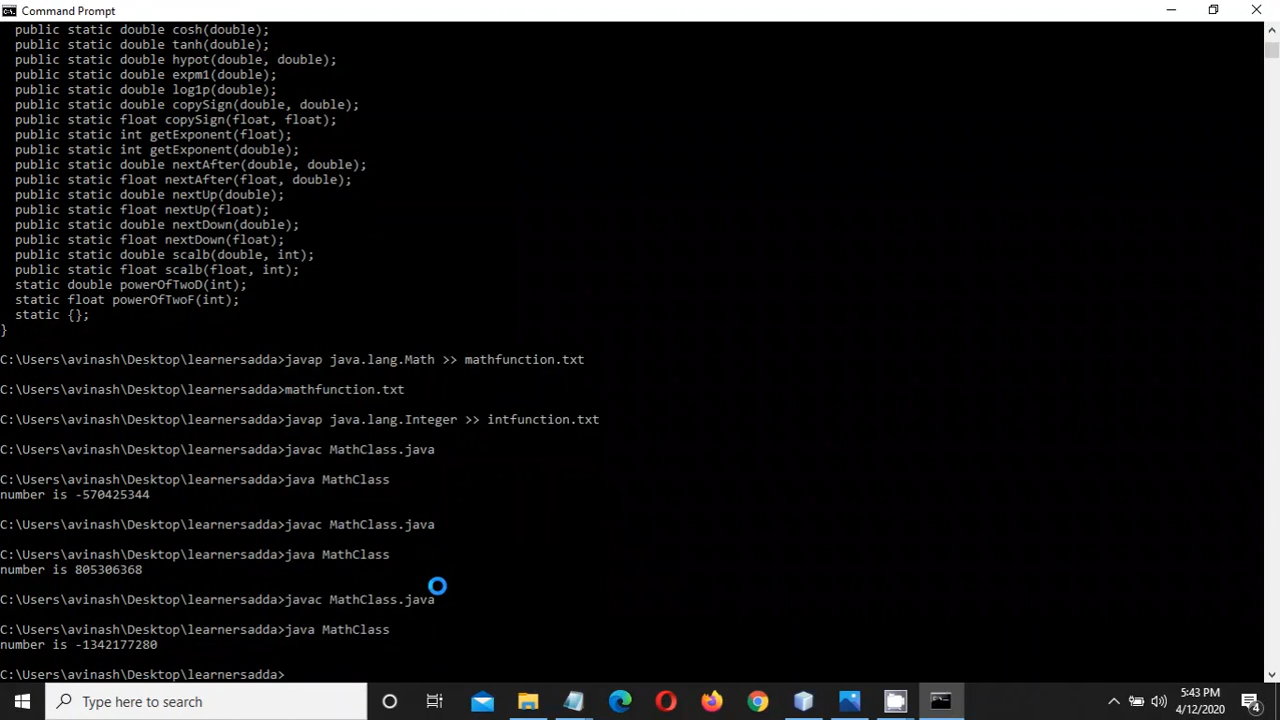 Command Prompt
  public static double cosh(double);
  public static double tanh(double);
  public static double hypot(double, double);
  public static double expm1(double);
  public static double log1p(double);
  public static double copySign(double, double);
  public static float copySign(float, float);
  public static int getExponent(float);
  public static int getExponent(double);
  public static double nextAfter(double, double);
  public static float nextAfter(float, double);
  public static double nextUp(double);
  public static float nextUp(float);
  public static double nextDown(double);
  public static float nextDown(float);
  public static double scalb(double, int);
  public static float scalb(float, int);
  static double powerOfTwoD(int);
  static float powerOfTwoF(int);
  static {};
}
C:\Users\avinash\Desktop\learnersadda>javap java.lang.Math >> mathfunction.txt
C:\Users\avinash\Desktop\learnersadda>mathfunction.txt
C:\Users\avinash\Desktop\learnersadda>javap java.lang.Integer >> intfunction.txt
C:\Users\avinash\Desktop\learnersadda>javac MathClass.java
C:\Users\avinash\Desktop\learnersadda>java MathClass
number is -570425344
C:\Users\avinash\Desktop\learnersadda>javac MathClass.java
C:\Users\avinash\Desktop\learnersadda>java MathClass
number is 805306368
C:\Users\avinash\Desktop\learnersadda>javac MathClass.java
C:\Users\avinash\Desktop\learnersadda>java MathClass
number is -1342177280
C:\Users\avinash\Desktop\learnersadda>
Type here to search
5:43 PM
4/12/2020
4